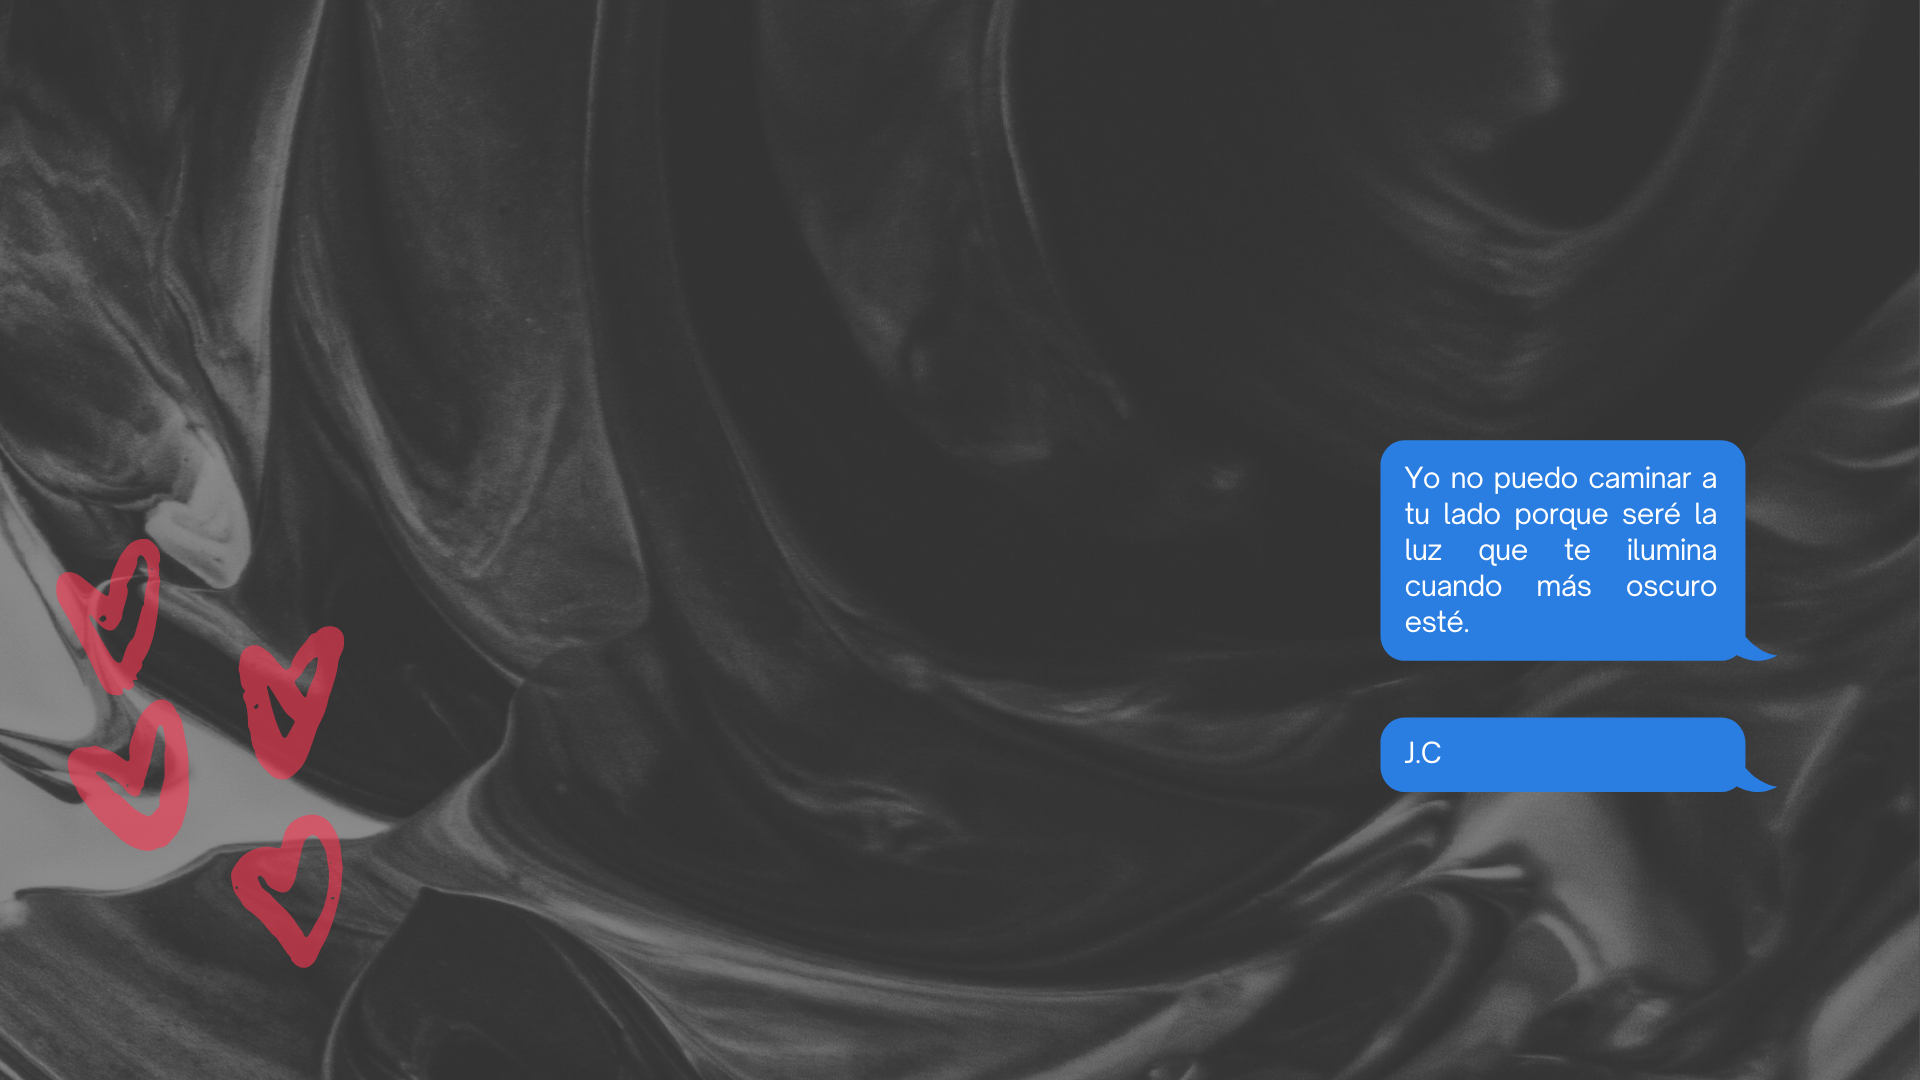 Yo no puedo caminar a
tu lado porque seré la
luz que te ilumina
cuando más oscuro
esté.
J.C